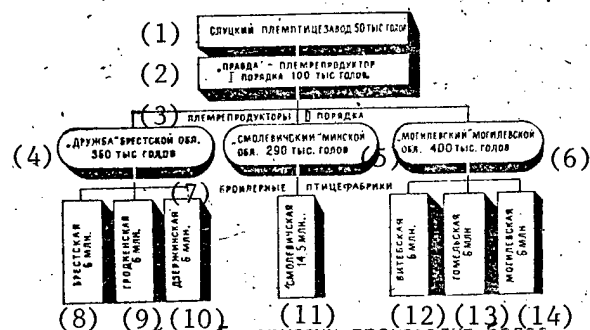 (1) СЛУЦКИЙ ПЛЕМПТИЦЕЗАВОД 50 ТЫС ГОЛОВ
(2) „ПРАВДА" – ПЛЕМРЕПРОДУКТОР
I ПОРЯДКА 100 ТЫС ГОЛОВ.
(3) ПЛЕМРЕПРОДУКТОРЫ II ПОРЯДКА
(4) „ДРУЖБА" БРЕСТСКОЙ ОБЛ.
350 ТЫС ГОЛОВ
„СМОЛЕВИЧСКИЙ" МИНСКОЙ
ОБЛ. 290 ТЫС. ГОЛОВ (5)
„МОГИЛЕВСКИЙ" МОГИЛЕВСКОЙ
ОБЛ. 400 ТЫС. ГОЛОВ (6)
(7) БРОЙЛЕРНЫЕ ПТИЦЕФАБРИКИ
БРЕСТСКАЯ
6 МЛН.
ГРОДНЕНСКАЯ
6 МЛН.
ДЗЕРЖИНСКАЯ
6 МЛН.
СМОЛЕВИЧСКАЯ
14.5 МЛН.
ВИТЕБСКАЯ
6 МЛН
ГОМЕЛЬСКАЯ
6 МЛН
МОГИЛЕВСКАЯ
6 МЛН
(8) (9) (10) (11) (12) (13) (14)